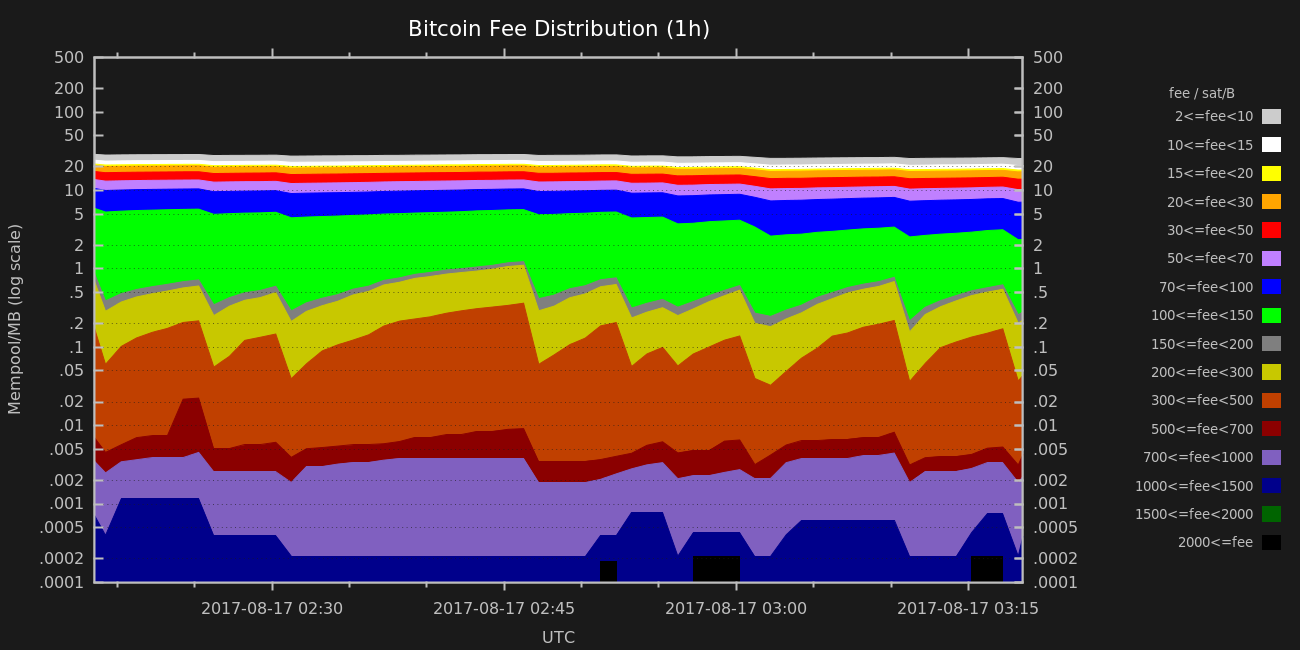 Bitcoin Fee Distribution (1h)
500
200
100
50
20
10
5
2
1
.5
.2
.1
.05
.02
.01
.005
.002
.001
.0005
.0002
.0001
Mempool/MB (log scale)
500
200
100
50
20
10
5
2
1
.5
.2
.1
.05
.02
.01
.005
.002
.001
.0005
.0002
.0001
2017-08-17 02:30 2017-08-17 02:45 2017-08-17 03:00 2017-08-17 03:15
UTC
fee / sat/B
2<=fee<10
10<=fee<15
15<=fee<20
20<=fee<30
30<=fee<50
50<=fee<70
70<=fee<100
100<=fee<150
150<=fee<200
200<=fee<300
300<=fee<500
500<=fee<700
700<=fee<1000
1000<=fee<1500
1500<=fee<2000
2000<=fee